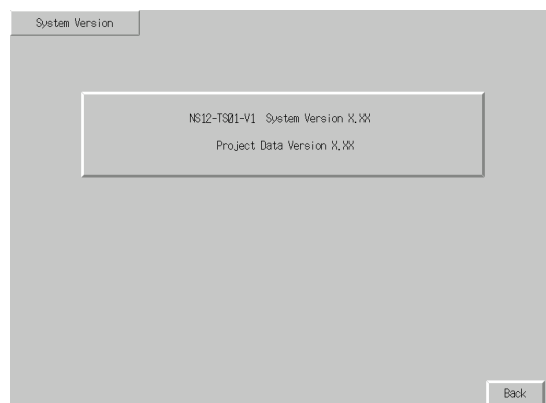 System Version
NS12-TS01-V1 System Version X.XX
Project Data Version X.XX
Back